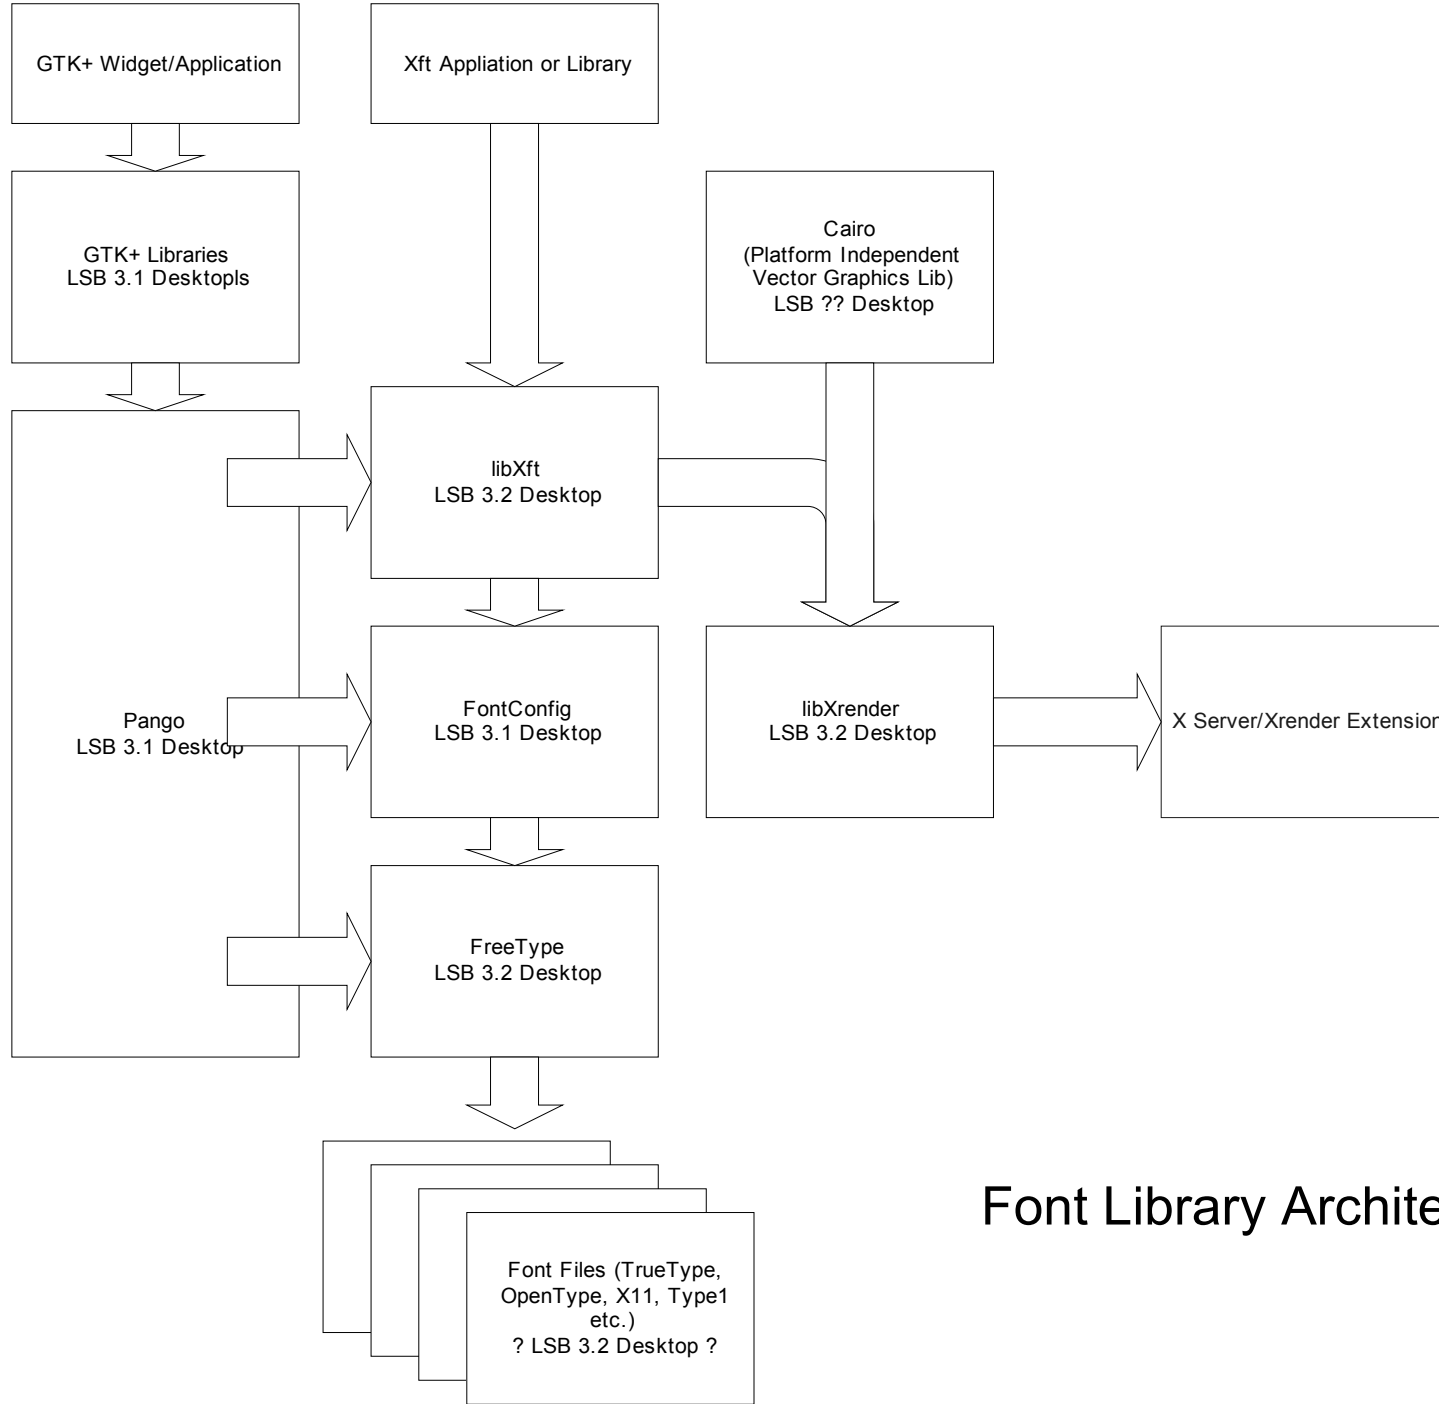 GTK+ Widget/Application
Xft Appliation or Library
GTK+ Libraries
LSB 3.1 Desktopls
Cairo
(Platform Independent
Vector Graphics Lib)
LSB ?? Desktop
libXft
LSB 3.2 Desktop
Pango
LSB 3.1 Desktop
FontConfig
LSB 3.1 Desktop
libXrender
LSB 3.2 Desktop
X Server/Xrender Extension
FreeType
LSB 3.2 Desktop
Font Files (TrueType,
OpenType, X11, Type1
etc.)
? LSB 3.2 Desktop ?
Font Library